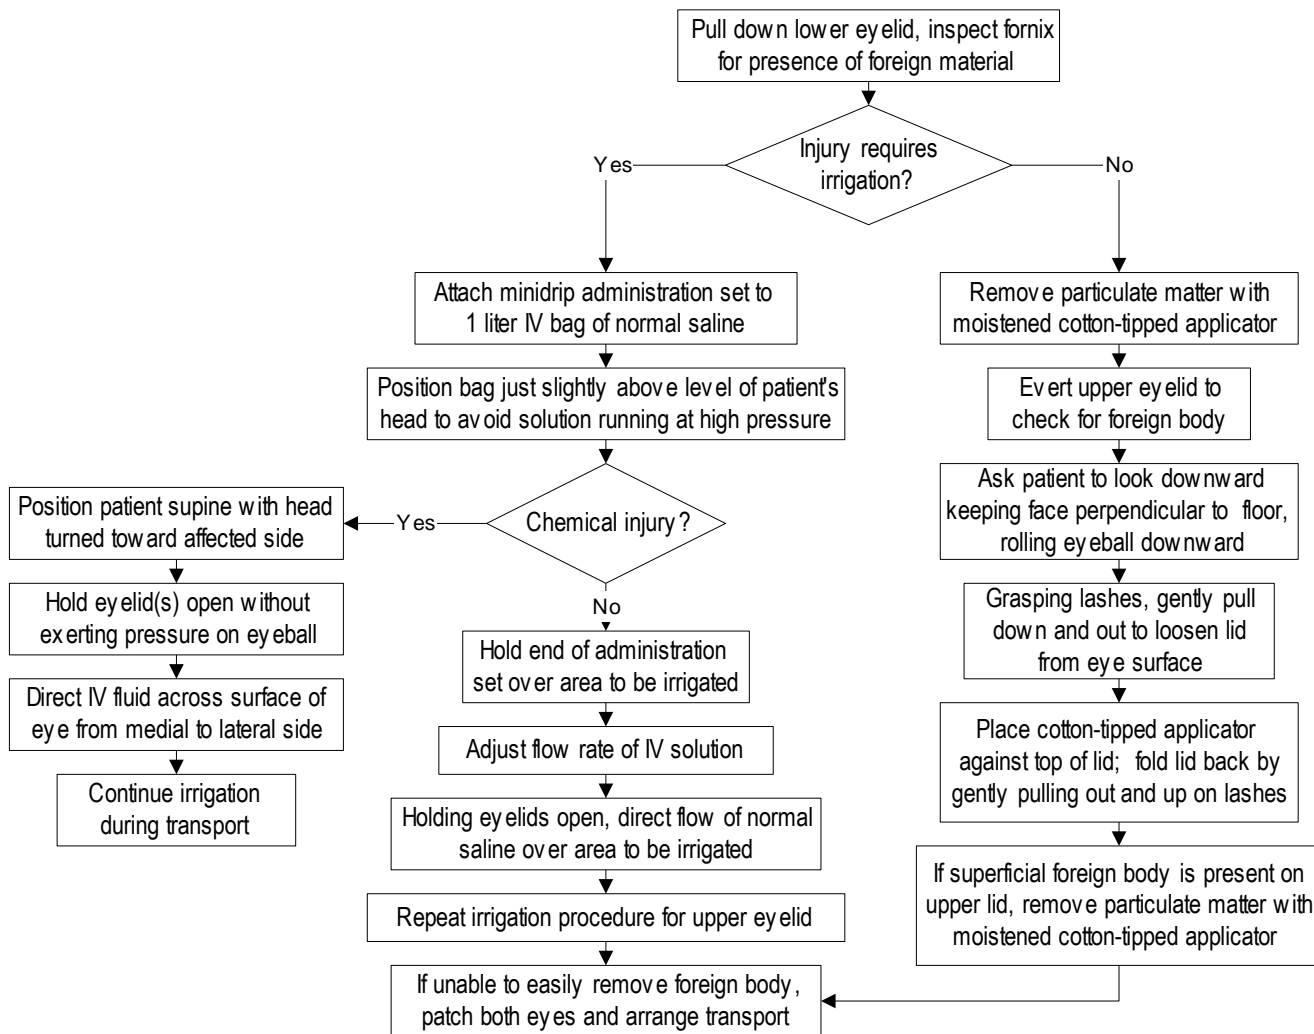 Pull down lower eyelid, inspect fornix
for presence of foreign material
Injury requires
irrigation?
Yes
No
Attach minidrip administration set to
1 liter IV bag of normal saline
Position bag just slightly above level of patient's
head to avoid solution running at high pressure
Chemical injury?
Yes
Position patient supine with head
turned toward affected side
Hold eyelid(s) open without
exerting pressure on eyeball
Direct IV fluid across surface of
eye from medial to lateral side
Continue irrigation
during transport
No
Hold end of administration
set over area to be irrigated
Adjust flow rate of IV solution
Holding eyelids open, direct flow of normal
saline over area to be irrigated
Repeat irrigation procedure for upper eyelid
If unable to easily remove foreign body,
patch both eyes and arrange transport
Remove particulate matter with
moistened cotton-tipped applicator
Evert upper eyelid to
check for foreign body
Ask patient to look downward
keeping face perpendicular to floor,
rolling eyeball downward
Grasping lashes, gently pull
down and out to loosen lid
from eye surface
Place cotton-tipped applicator
against top of lid; fold lid back by
gently pulling out and up on lashes
If superficial foreign body is present on
upper lid, remove particulate matter with
moistened cotton-tipped applicator